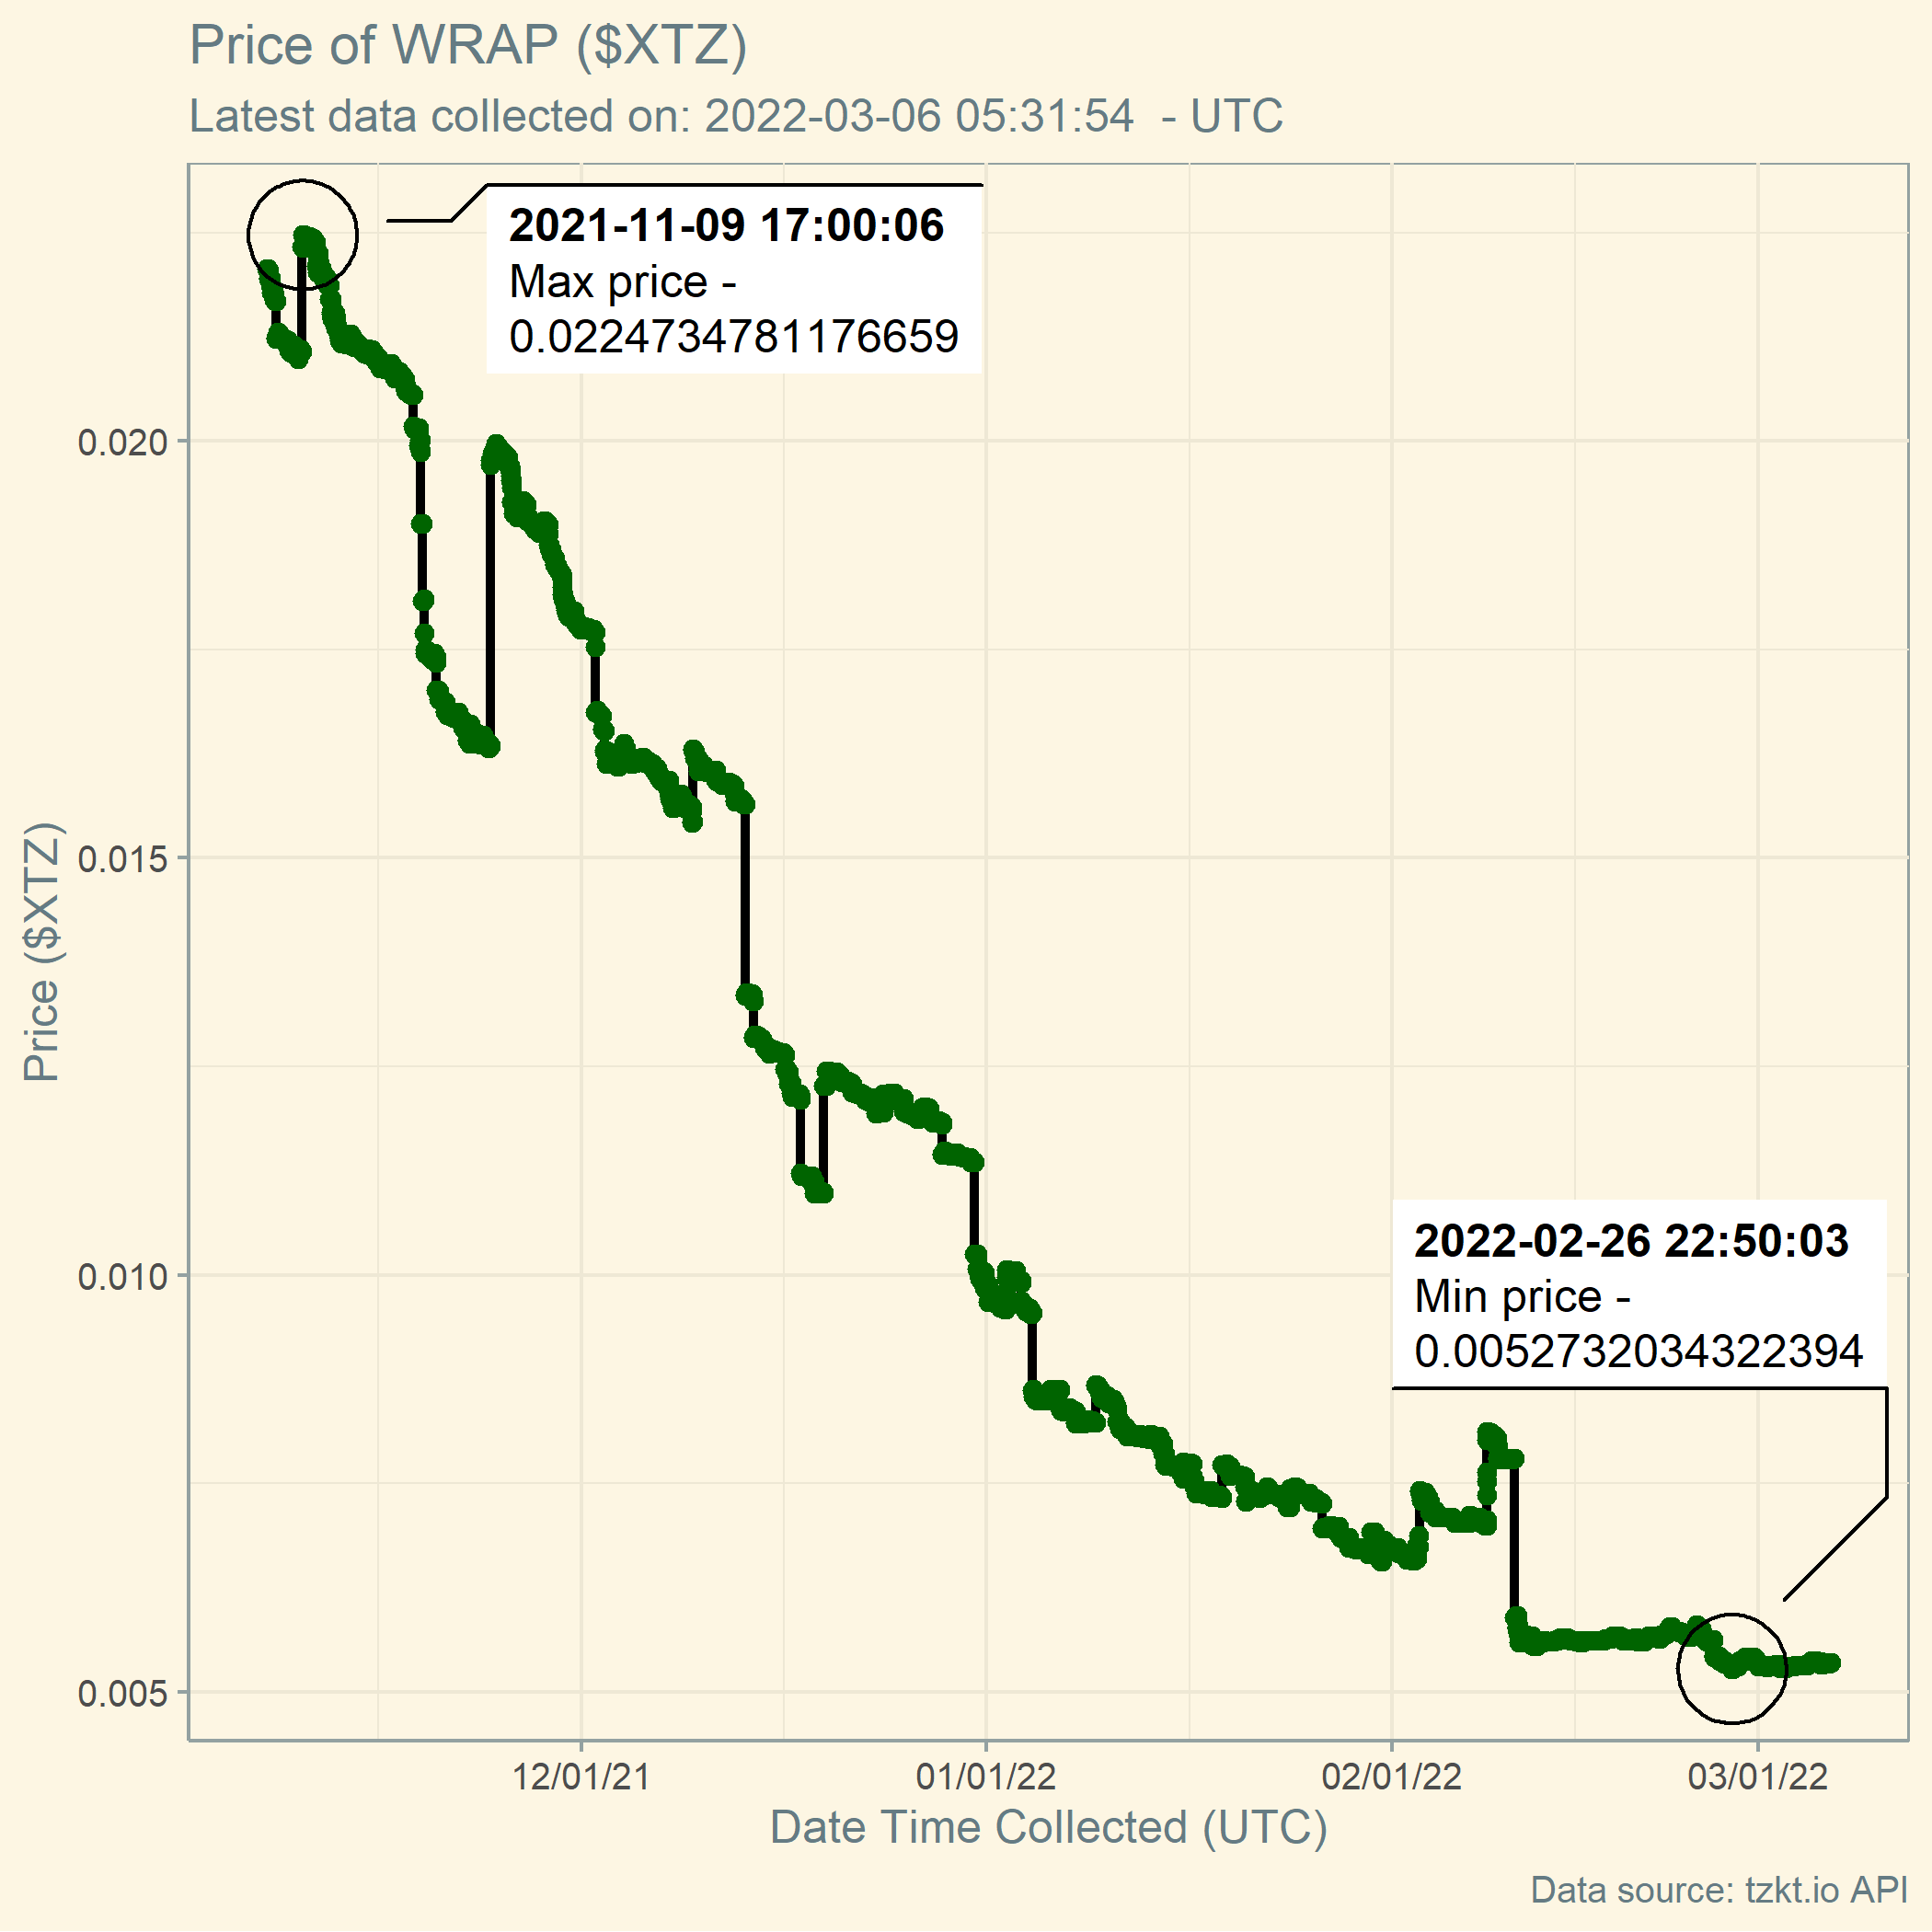 Price of WRAP ($XTZ)
Latest data collected on: 2022-03-06 05:31:54 - UTC
2021-11-09 17:00:06
Max price -
0.0224734781176659
0.020
0.015
0.010
0.005
Price ($XTZ)
2022-02-26 22:50:03
Min price -
0.00527320343223​94
12/01/21
01/01/22
02/01/22
03/01/22
Date Time Collected (UTC)
Data source: tzkt.io API